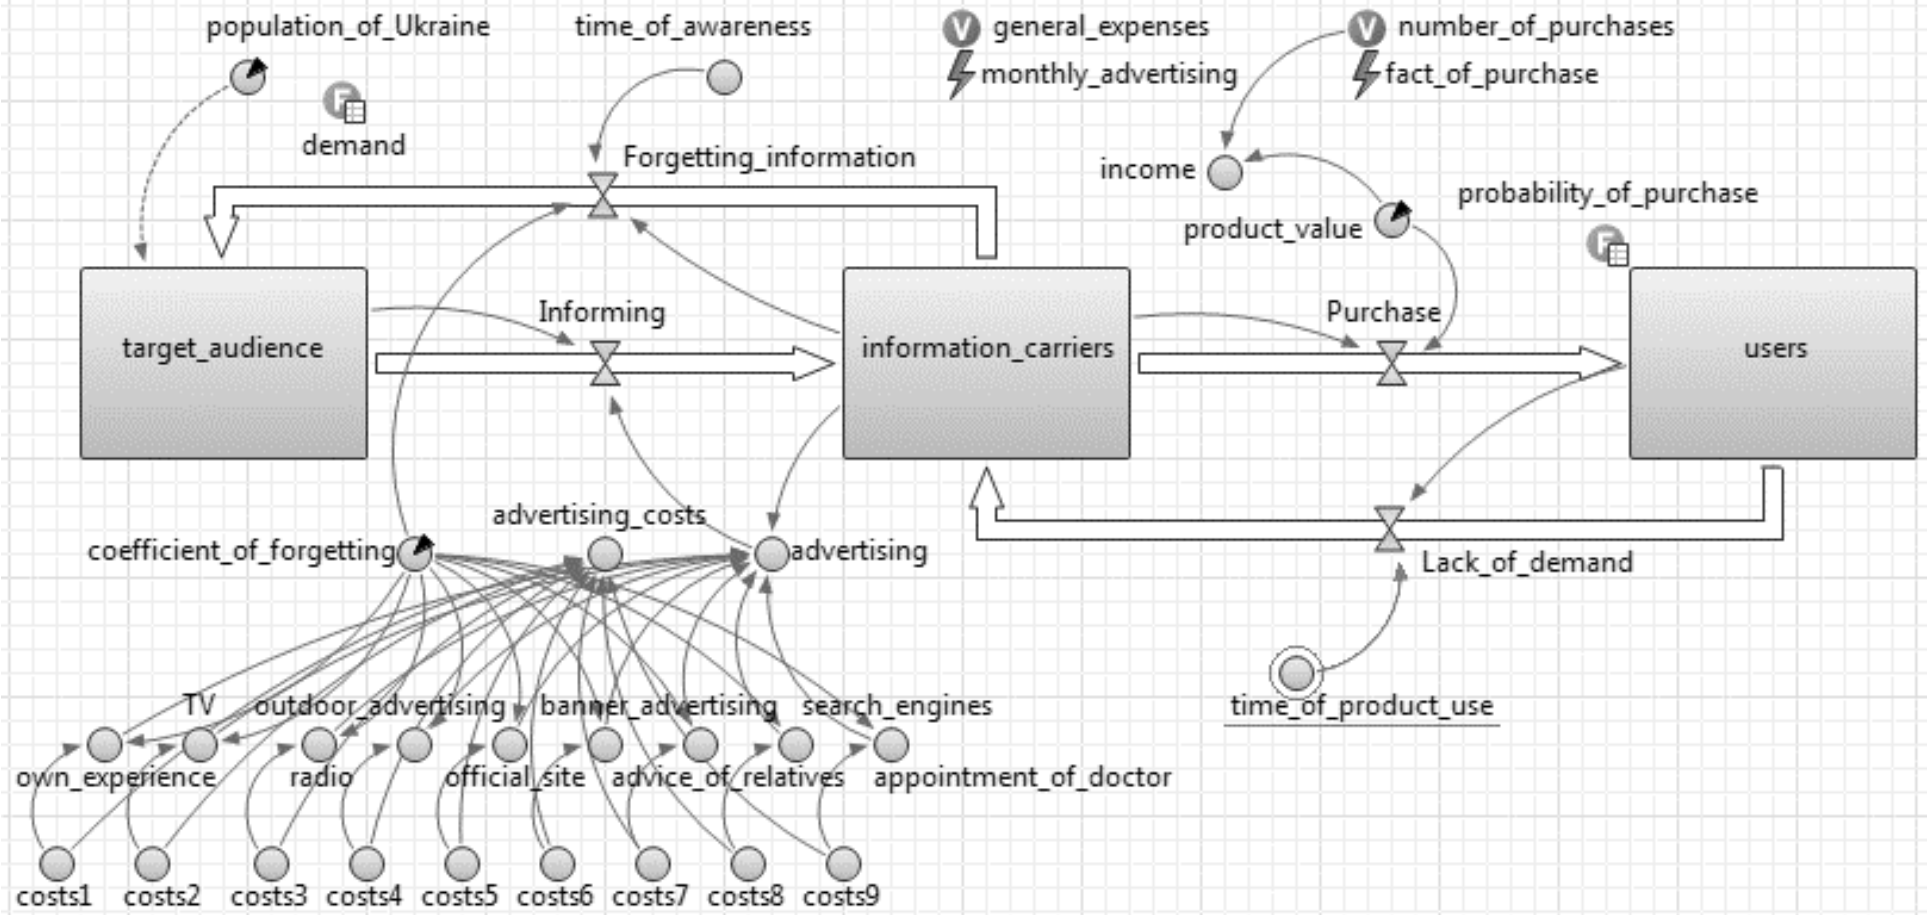 population_of_Ukraine
time_of_awareness
V general_expenses
V number_of_purchases
monthly_advertising
fact_of_purchase
F
demand
Forgetting_information
income
probability_of_purchase
product_value
F
Informing
Purchase
target_audience
information_carriers
users
advertising_costs
coefficient_of_forgetting
advertising
Lack_of_demand
TV
outdoor_advertising
banner_advertising
search_engines
time_of_product_use
own_experience
radio
official_site
advice_of_relatives
appointment_of_doctor
costs1
costs2
costs3
costs4
costs5
costs6
costs7
costs8
costs9